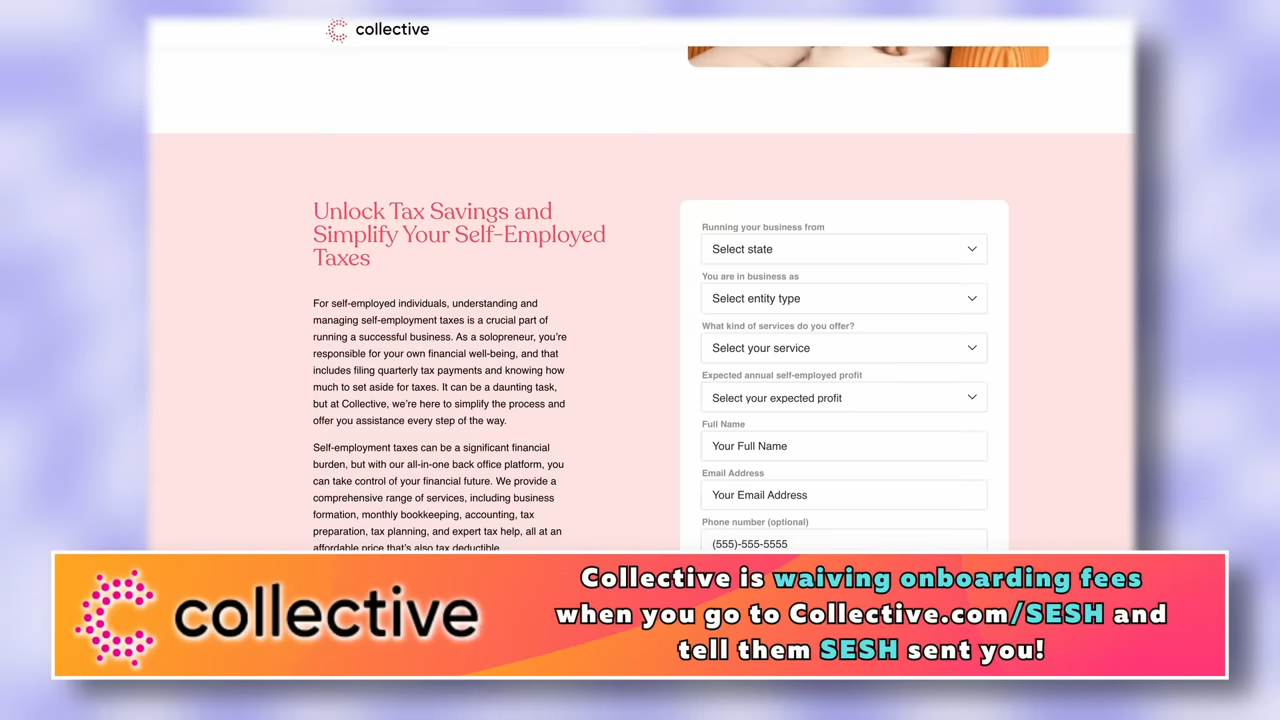 collective
Unlock Tax Savings and
Simplify Your Self-Employed
Taxes
For self-employed individuals, understanding and
managing self-employment taxes is a crucial part of
running a successful business. As a solopreneur, you're
responsible for your own financial well-being, and that
includes filing quarterly tax payments and knowing how
much to set aside for taxes. It can be a daunting task,
but at Collective, we're here to simplify the process and
offer you assistance every step of the way.
Self-employment taxes can be a significant financial
burden, but with our all-in-one back office platform, you
can take control of your financial future. We provide a
comprehensive range of services, including business
formation, monthly bookkeeping, accounting, tax
preparation, tax planning, and expert tax help, all at an
affordable price that's also tax deductible.
Running your business from
Select state
You are in business as
Select entity type
What kind of services do you offer?
Select your service
Expected annual self-employed profit
Select your expected profit
Full Name
Your Full Name
Email Address
Your Email Address
Phone number (optional)
(555)-555-5555
collective
Collective is waiving onboarding fees
when you go to Collective.com/SESH and
tell them SESH sent you!